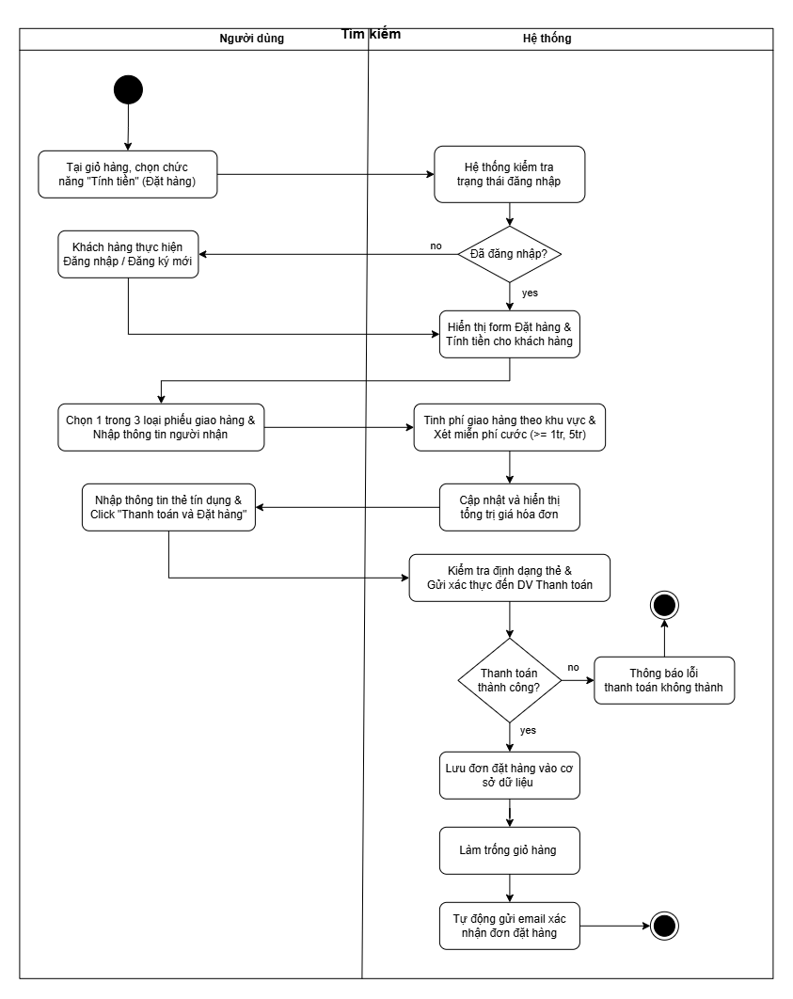 Tìm kiếm
Người dùng
Hệ thống
Tại giỏ hàng, chọn chức
năng "Tính tiền" (Đặt hàng)
Hệ thống kiểm tra
trạng thái đăng nhập
Khách hàng thực hiện
Đăng nhập / Đăng ký mới
no
Đã đăng nhập?
yes
Hiển thị form Đặt hàng &
Tính tiền cho khách hàng
Chọn 1 trong 3 loại phiếu giao hàng &
Nhập thông tin người nhận
Tính phí giao hàng theo khu vực &
Xét miễn phí cước (>= 1tr, 5tr)
Nhập thông tin thẻ tín dụng &
Click "Thanh toán và Đặt hàng"
Cập nhật và hiển thị
tổng trị giá hóa đơn
Kiểm tra định dạng thẻ &
Gửi xác thực đến DV Thanh toán
Thanh toán
thành công?
no
Thông báo lỗi
thanh toán không thành
yes
Lưu đơn đặt hàng vào cơ
sở dữ liệu
Làm trống giỏ hàng
Tự động gửi email xác
nhận đơn đặt hàng